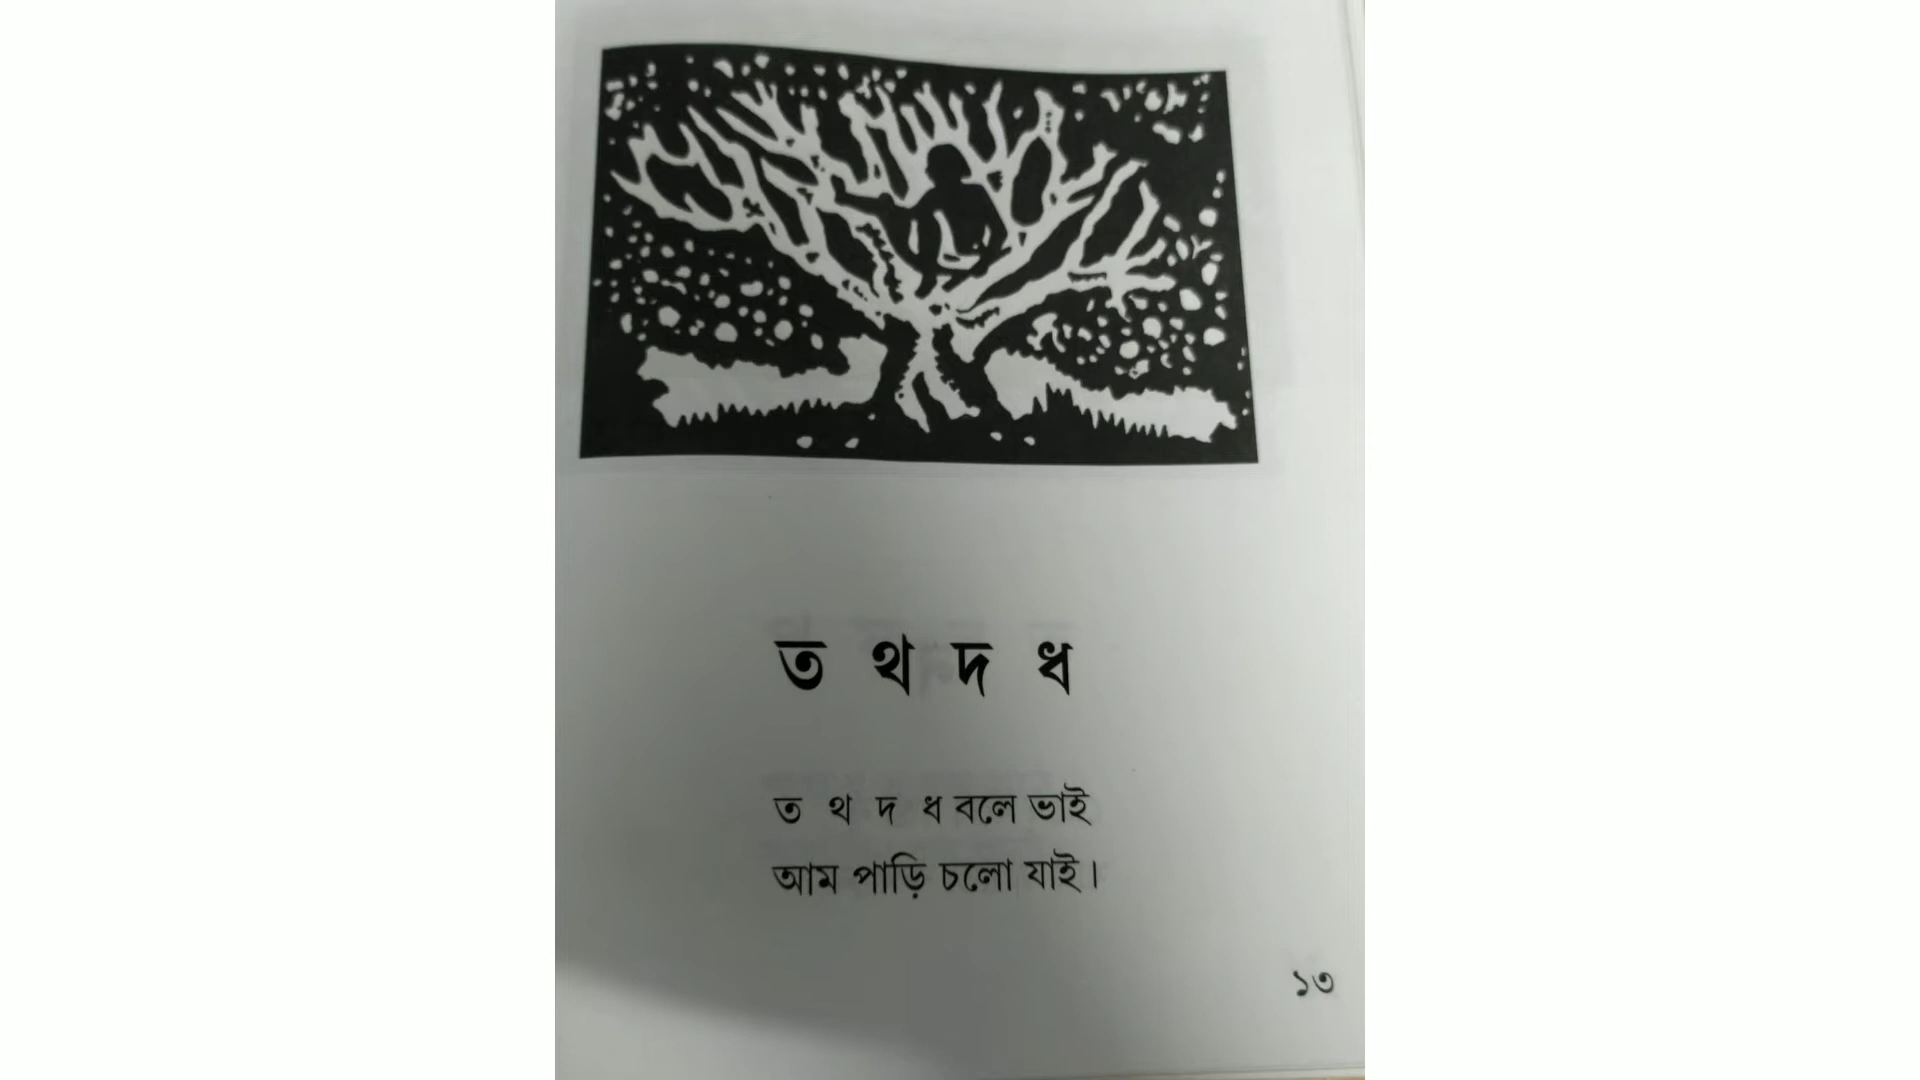 ত থ দ ধ
ত থ দ ধ বলে ভাই
আম পাড়ি চলো যাই।
১৩